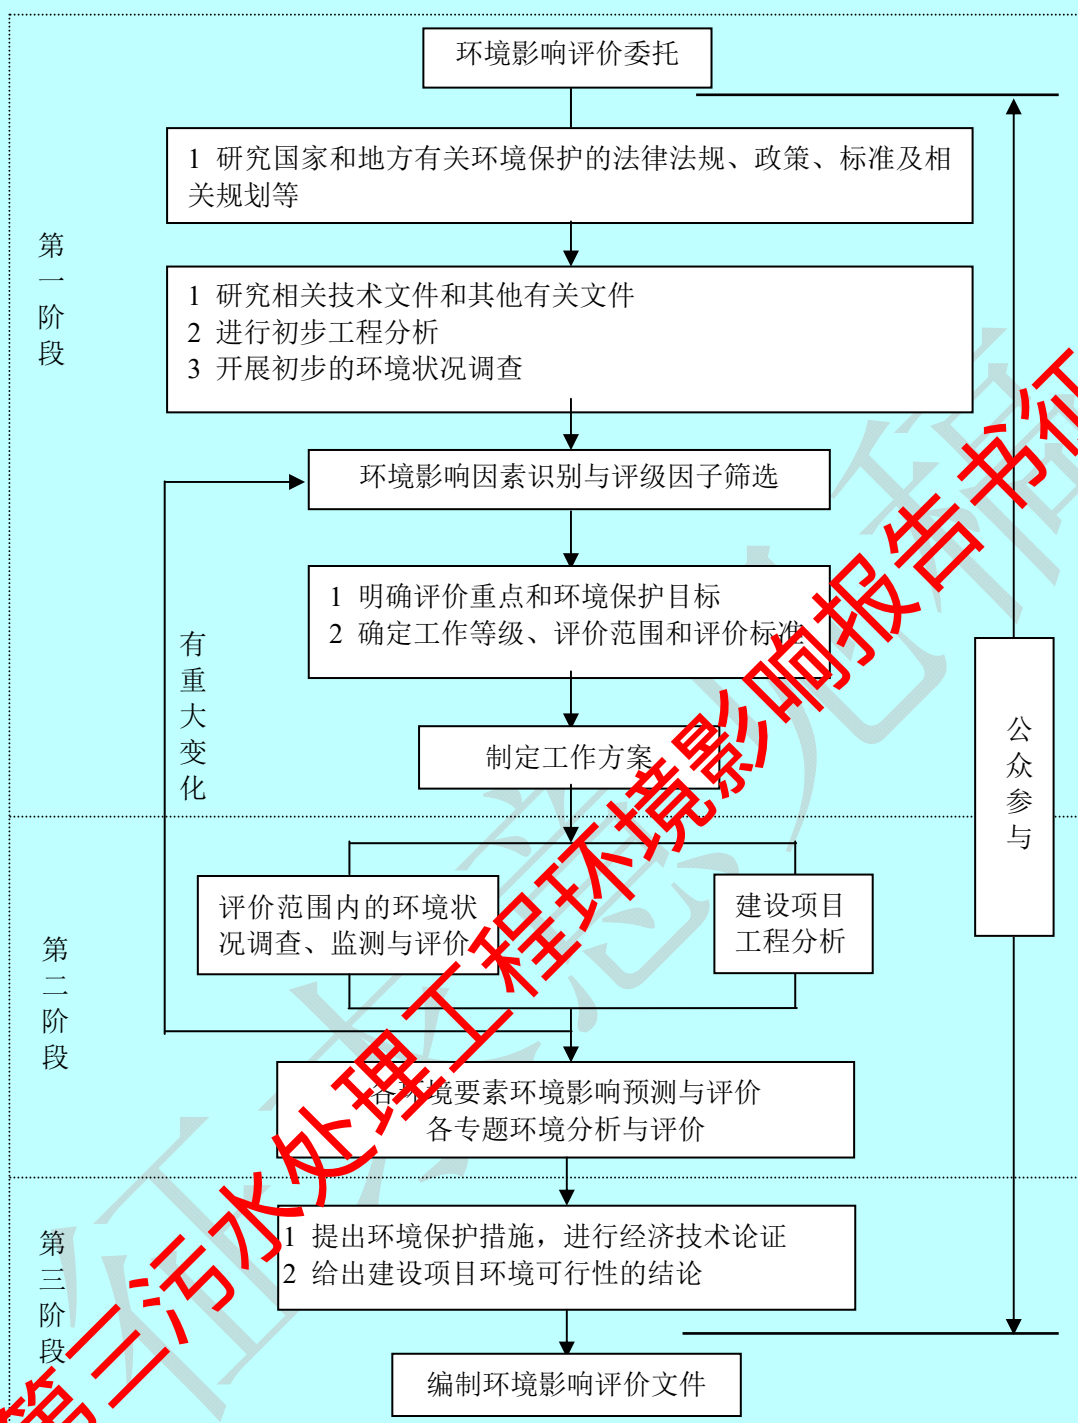 环境影响评价委托
1 研究国家和地方有关环境保护的法律法规、政策、标准及相
关规划等
第一阶段
1 研究相关技术文件和其他有关文件
2 进行初步工程分析
3 开展初步的环境状况调查
环境影响因素识别与评级因子筛选
1 明确评价重点和环境保护目标
2 确定工作等级、评价范围和评价标准
有重大变化
制定工作方案
公众参与
评价范围内的环境状
况调查、监测与评价
建设项目
工程分析
第二阶段
各环境要素环境影响预测与评价
各专题环境分析与评价
第三阶段
1 提出环境保护措施，进行经济技术论证
2 给出建设项目环境可行性的结论
编制环境影响评价文件
第三污水处理工程环境影响报告书征
征求意见稿